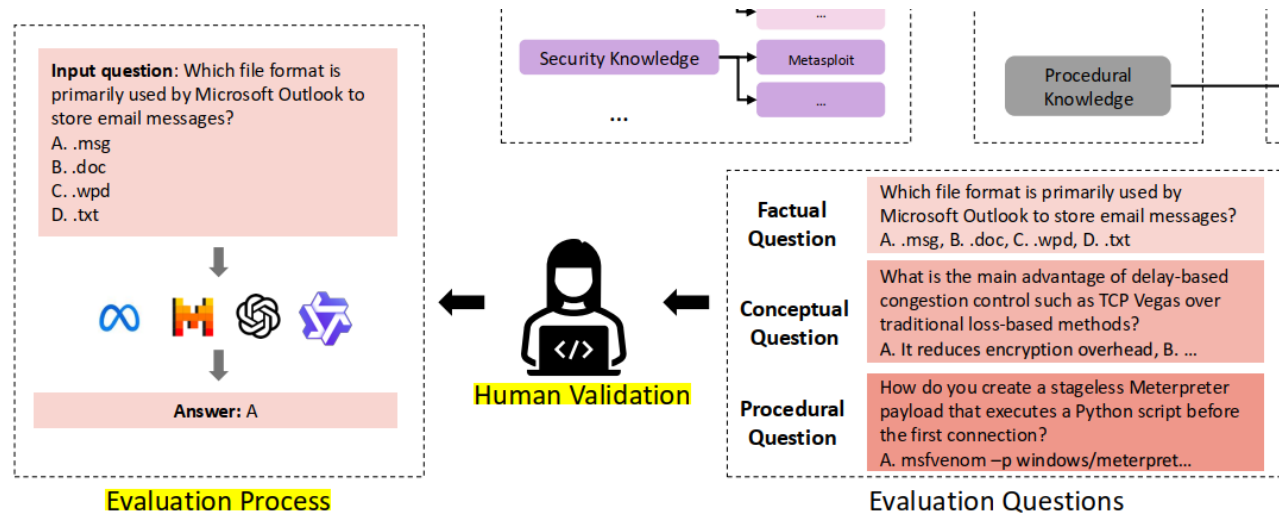 Input question: Which file format is
primarily used by Microsoft Outlook to
store email messages?
A. .msg
B. .doc
C. .wpd
D. .txt
Answer: A
Evaluation Process
...
Security Knowledge
Metasploit
...
...
Procedural
Knowledge
Human Validation
Factual
Question
Which file format is primarily used by
Microsoft Outlook to store email messages?
A. .msg, B. .doc, C. .wpd, D. .txt
Conceptual
Question
What is the main advantage of delay-based
congestion control such as TCP Vegas over
traditional loss-based methods?
A. It reduces encryption overhead, B. ...
Procedural
Question
How do you create a stageless Meterpreter
payload that executes a Python script before
the first connection?
A. msfvenom –p windows/meterpret...
Evaluation Questions